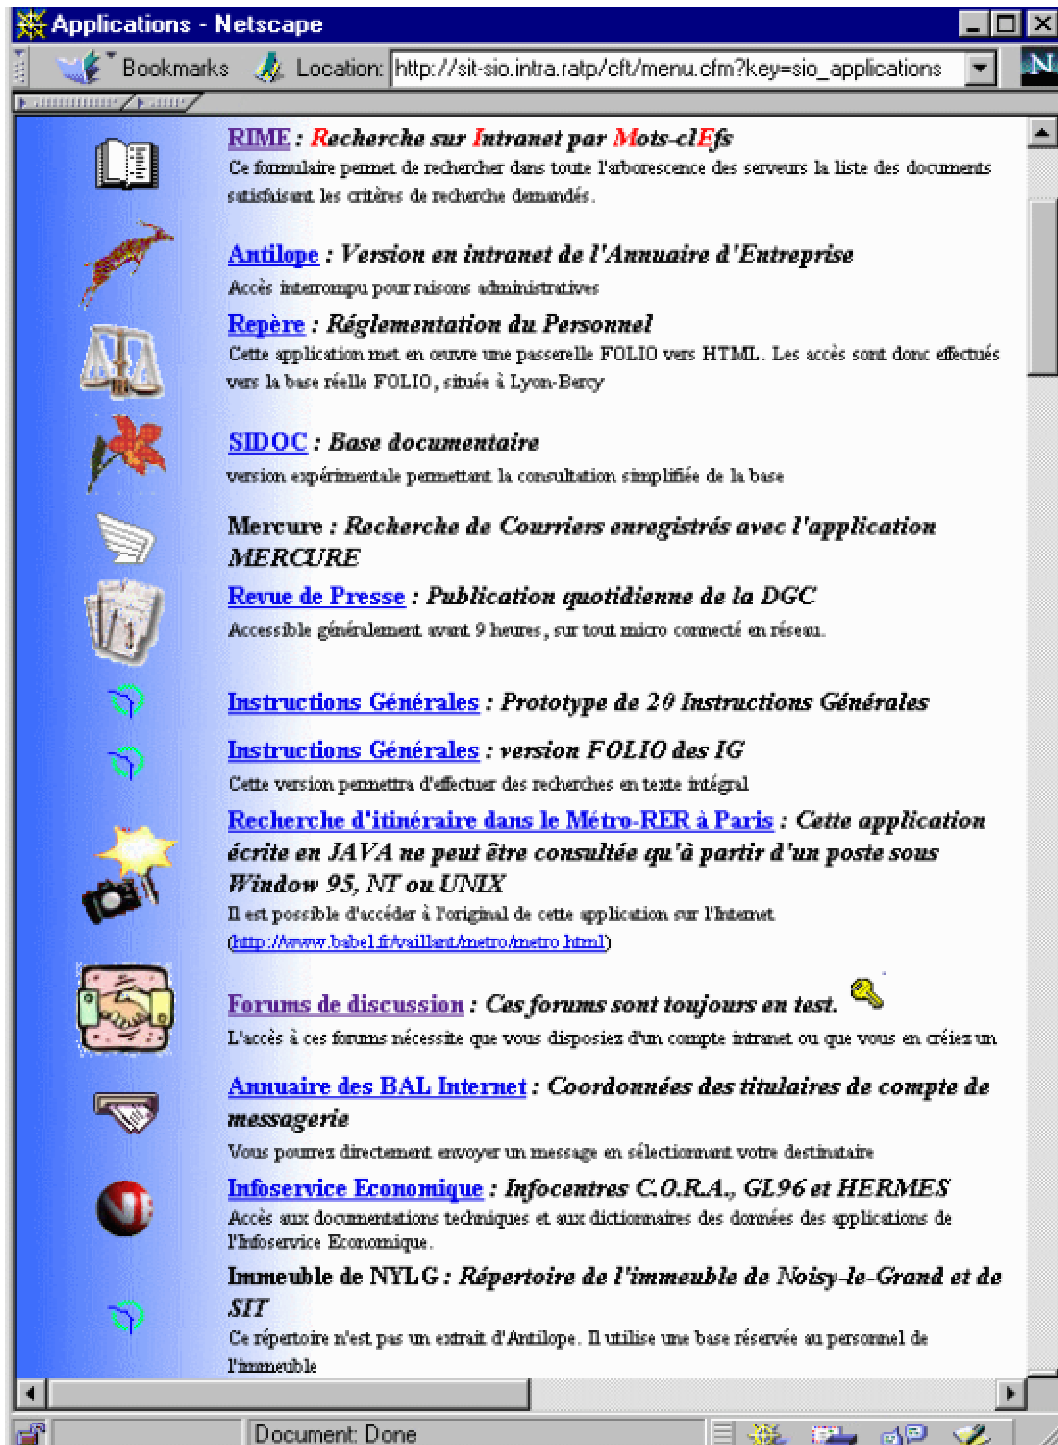 Applications - Netscape
Bookmarks Location: http://sit-sio.intra.ratp/cft/menu.cfm?key=sio_applications
N
RIME : Recherche sur Intranet par Mots-clEfs
Ce formulaire permet de rechercher dans toute l'arborescence des serveurs la liste des documents
satisfaisant les critères de recherche demandés.
Antilope : Version en intranet de l'Annuaire d'Entreprise
Accès interrompu pour raisons administratives
Repère : Réglementation du Personnel
Cette application met en œuvre une passerelle FOLIO vers HTML. Les accès sont donc effectués
vers la base réelle FOLIO, située à Lyon-Bercy
SIDOC : Base documentaire
version expérimentale permettant la consultation simplifiée de la base
Mercure : Recherche de Courriers enregistrés avec l'application
MERCURE
Revue de Presse : Publication quotidienne de la DGC
Accessible généralement avant 9 heures, sur tout micro connecté en réseau.
Instructions Générales : Prototype de 20 Instructions Générales
Instructions Générales : version FOLIO des IG
Cette version permettra d'effectuer des recherches en texte intégral
Recherche d'itinéraire dans le Métro-RER à Paris : Cette application
écrite en JAVA ne peut être consultée qu'à partir d'un poste sous
Window 95, NT ou UNIX
Il est possible d'accéder à l'original de cette application sur l'Internet
(http://www.babel.fr/vaillant/metro/metro.html)
Forums de discussion : Ces forums sont toujours en test.
L'accès à ces forums nécessite que vous disposiez d'un compte intranet ou que vous en créiez un
Annuaire des BAL Internet : Coordonnées des titulaires de compte de
messagerie
Vous pourrez directement envoyer un message en sélectionnant votre destinataire
Infoservice Economique : Infocentres C.O.R.A., GL96 et HERMES
Accès aux documentations techniques et aux dictionnaires des données des applications de
l'Infoservice Economique.
Immeuble de NYLG : Répertoire de l'immeuble de Noisy-le-Grand et de
SIT
Ce répertoire n'est pas un extrait d'Antilope. Il utilise une base réservée au personnel de
l'immeuble
Document: Done